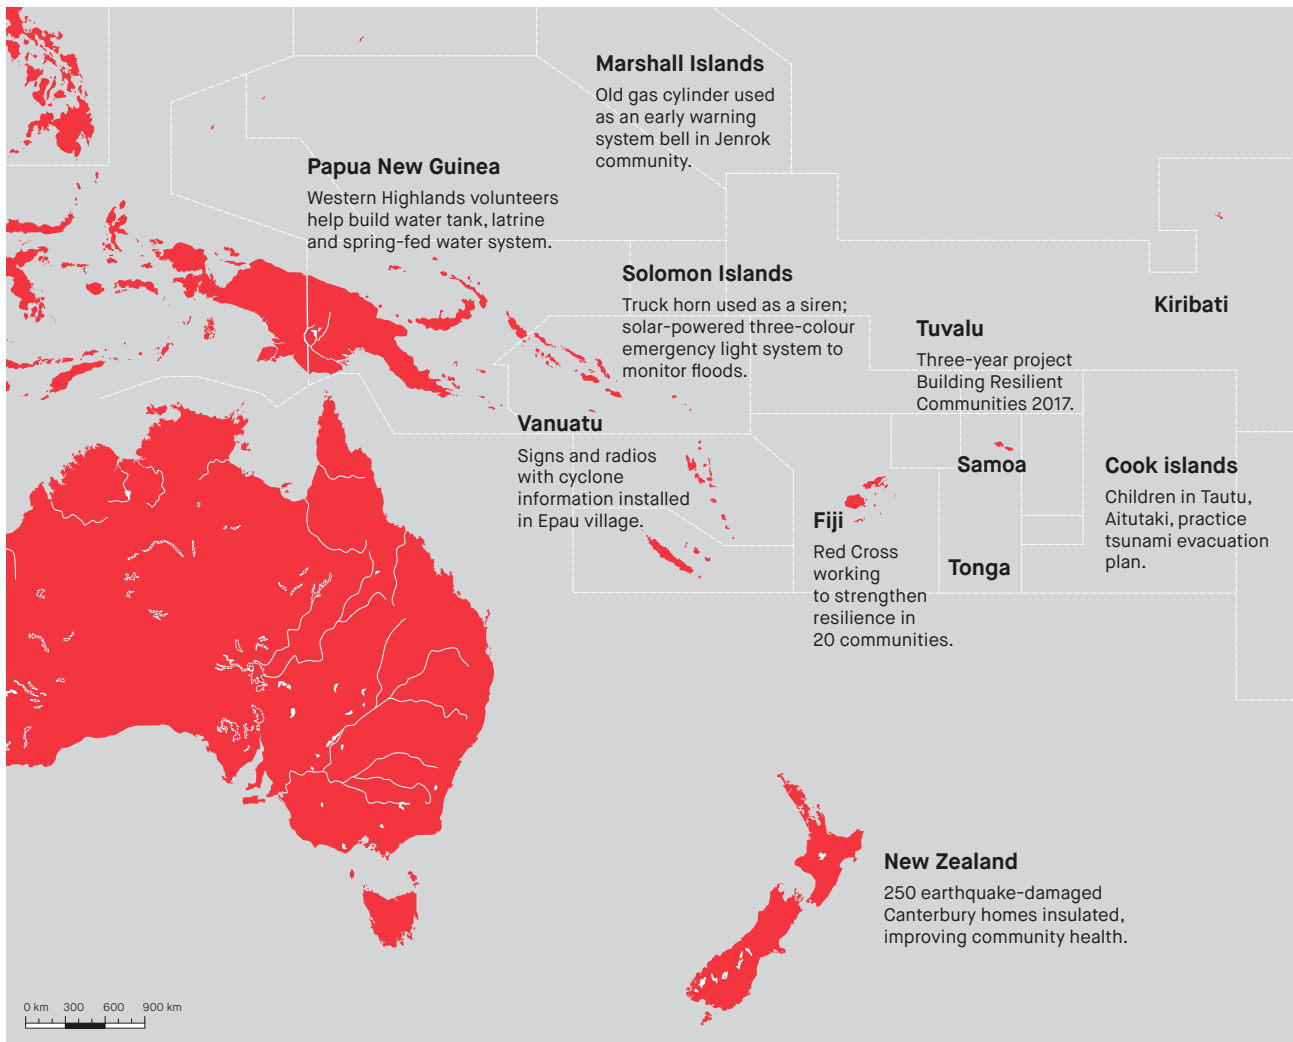 Marshall Islands
Old gas cylinder used
as an early warning
system bell in Jenrok
community.
Papua New Guinea
Western Highlands volunteers
help build water tank, latrine
and spring-fed water system.
Solomon Islands
Truck horn used as a siren;
solar-powered three-colour
emergency light system to
monitor floods.
Kiribati
Tuvalu
Three-year project
Building Resilient
Communities 2017.
Vanuatu
Signs and radios
with cyclone
information installed
in Epau village.
Samoa
Cook islands
Children in Tautu,
Aitutaki, practice
tsunami evacuation
plan.
Fiji
Red Cross
working
to strengthen
resilience in
20 communities.
Tonga
New Zealand
250 earthquake-damaged
Canterbury homes insulated,
improving community health.
0 km 300 600 900 km